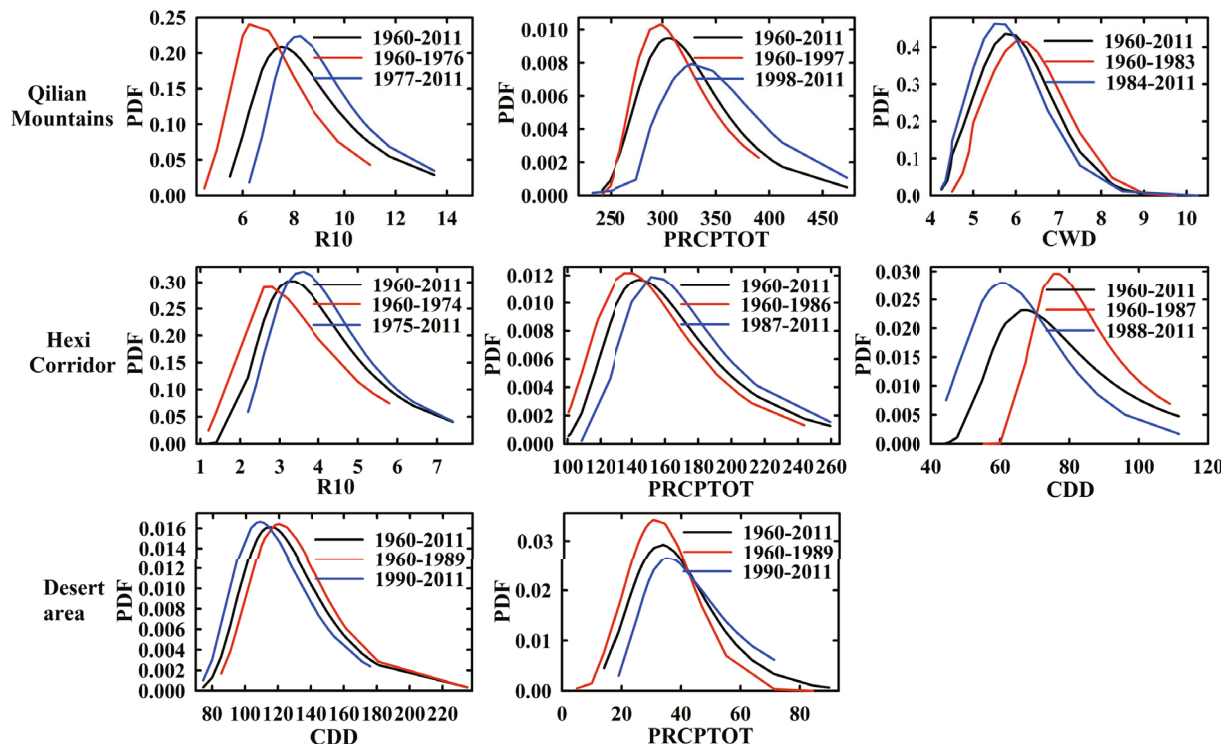 Qilian
Mountains
PDF
0.25
0.20
0.15
0.10
0.05
0.00
1960-2011
1960-1976
1977-2011
6 8 10 12 14
R10
PDF
0.010
0.008
0.006
0.004
0.002
0.000
1960-2011
1960-1997
1998-2011
250 300 350 400 450
PRCPTOT
PDF
0.4
0.3
0.2
0.1
0.0
1960-2011
1960-1983
1984-2011
4 5 6 7 8 9 10
CWD
Hexi
Corridor
PDF
0.30
0.25
0.20
0.15
0.10
0.05
0.00
1960-2011
1960-1974
1975-2011
1 2 3 4 5 6 7
R10
PDF
0.012
0.010
0.008
0.006
0.004
0.002
0.000
1960-2011
1960-1986
1987-2011
100 120 140 160 180 200 220 240 260
PRCPTOT
PDF
0.030
0.025
0.020
0.015
0.010
0.005
0.000
1960-2011
1960-1987
1988-2011
40 60 80 100 120
CDD
Desert
area
PDF
0.016
0.014
0.012
0.010
0.008
0.006
0.004
0.002
0.000
1960-2011
1960-1989
1990-2011
80 100 120 140 160 180 200 220
CDD
PDF
0.03
0.02
0.01
0.00
1960-2011
1960-1989
1990-2011
0 20 40 60 80
PRCPTOT